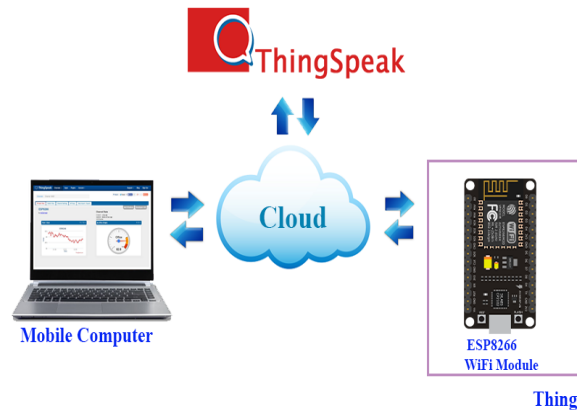 ThingSpeak
Cloud
Mobile Computer
ESP8266
WiFi Module
Thing